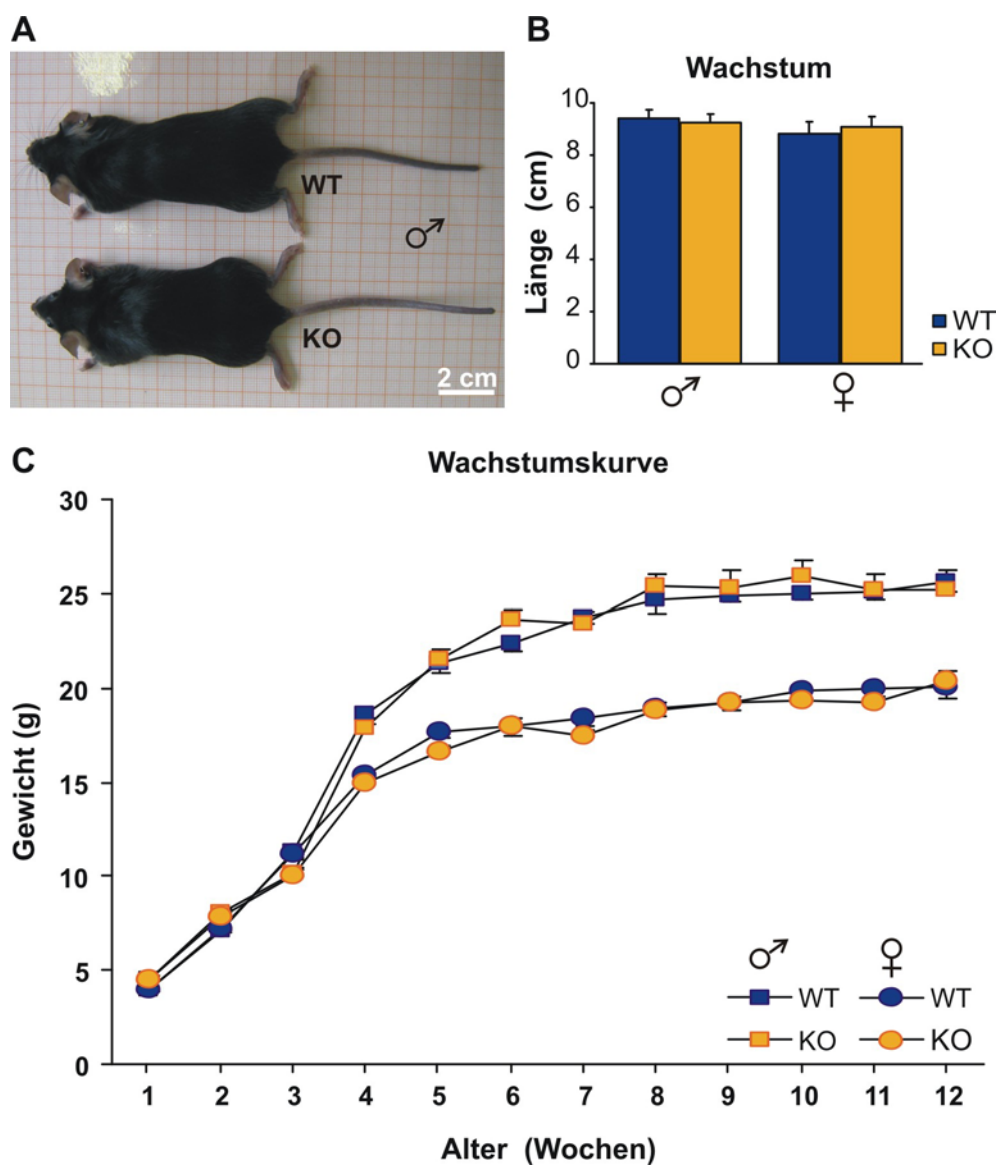 A
WT
♂
KO
2 cm
B
Wachstum
Länge (cm)
10
8
6
4
2
0
♂ ♀
WT
KO
C
Wachstumskurve
Gewicht (g)
30
25
20
15
10
5
0
1 2 3 4 5 6 7 8 9 10 11 12
Alter (Wochen)
♂ ♀
WT WT
KO KO